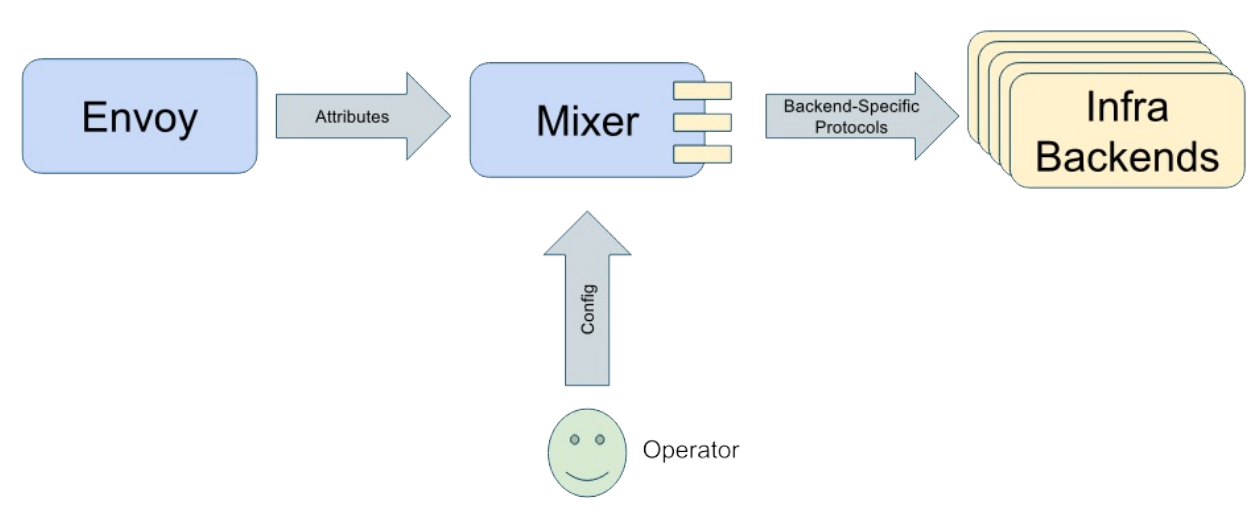 Envoy
Attributes
Mixer
Backend-Specific
Protocols
Infra
Backends
Config
Operator